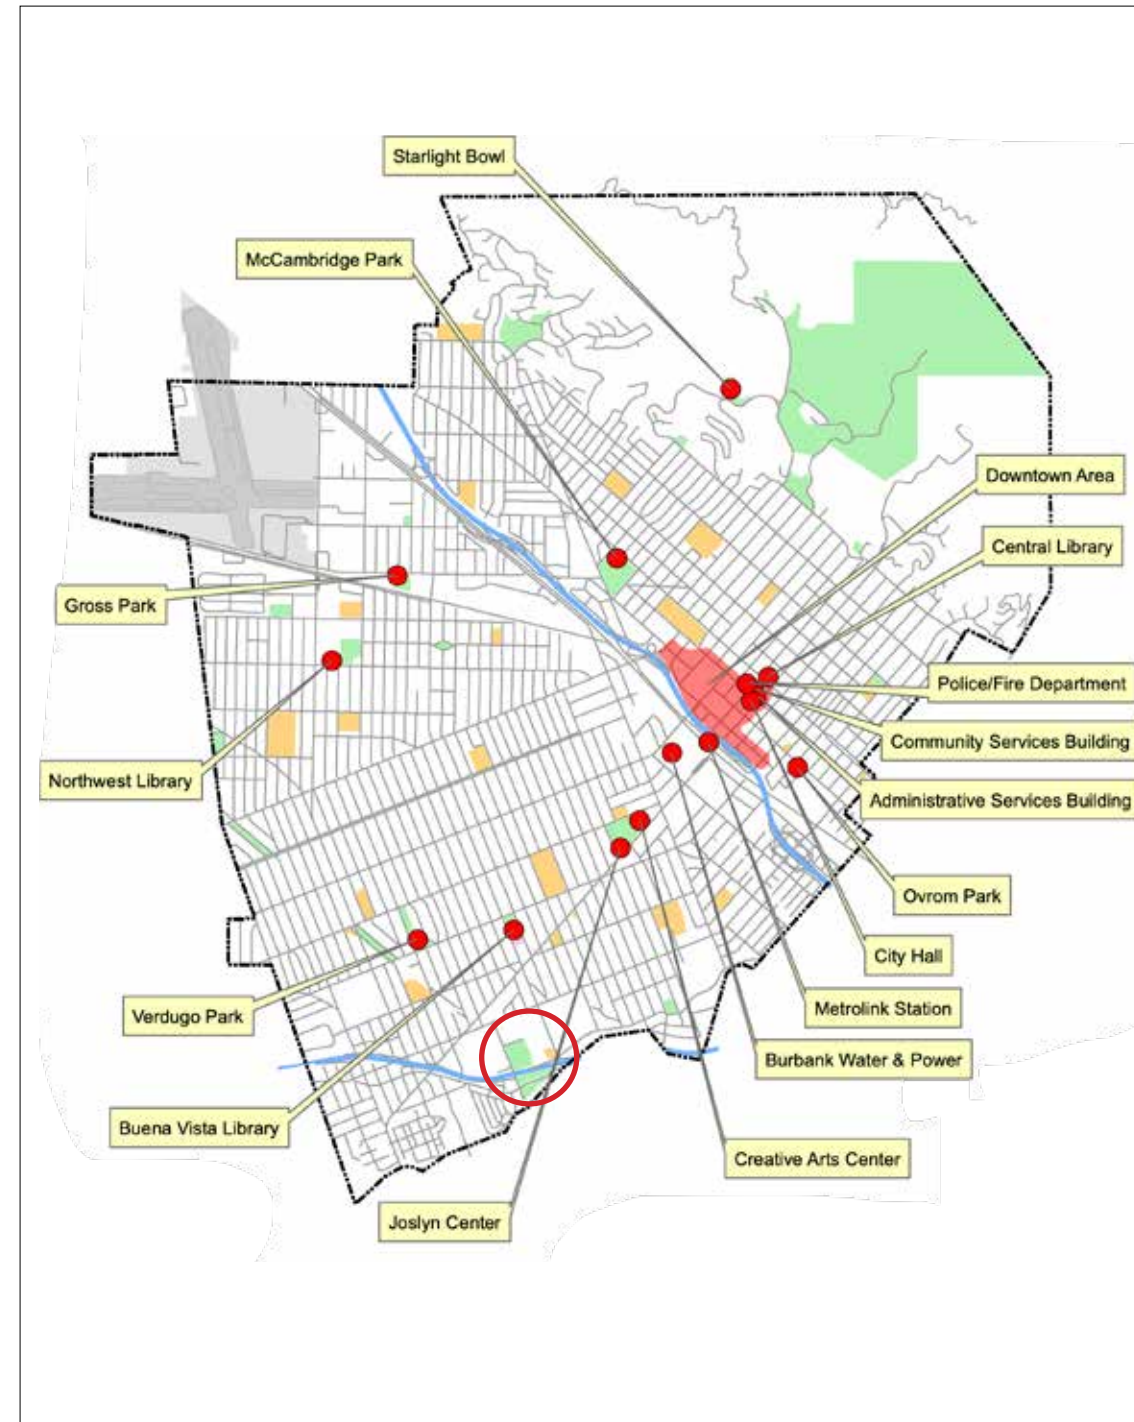 Starlight Bowl
McCambridge Park
Downtown Area
Central Library
Gross Park
Police/Fire Department
Community Services Building
Northwest Library
Administrative Services Building
Ovrom Park
City Hall
Metrolink Station
Verdugo Park
Burbank Water & Power
Buena Vista Library
Creative Arts Center
Joslyn Center